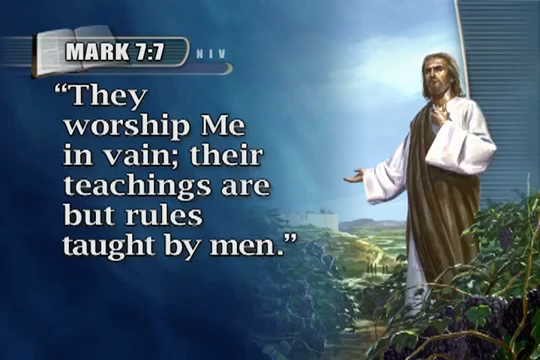 MARK 7:7 NIV
“They
worship Me
in vain; their
teachings are
but rules
taught by men.”